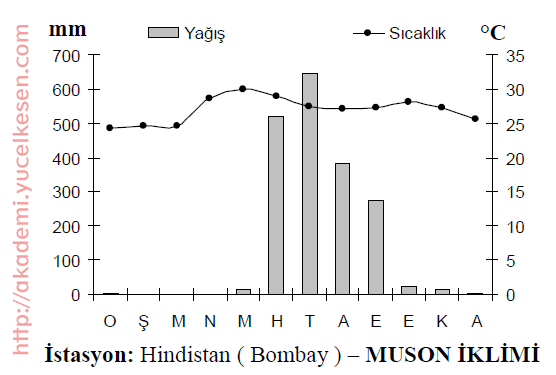 mm Yağış Sıcaklık °C
700 35
600 30
500 25
400 20
300 15
200 10
100 5
0 0
O Ş M N M H T A E E K A
İstasyon: Hindistan ( Bombay ) – MUSON İKLİMİ
http://akademi.yucelkesen.com